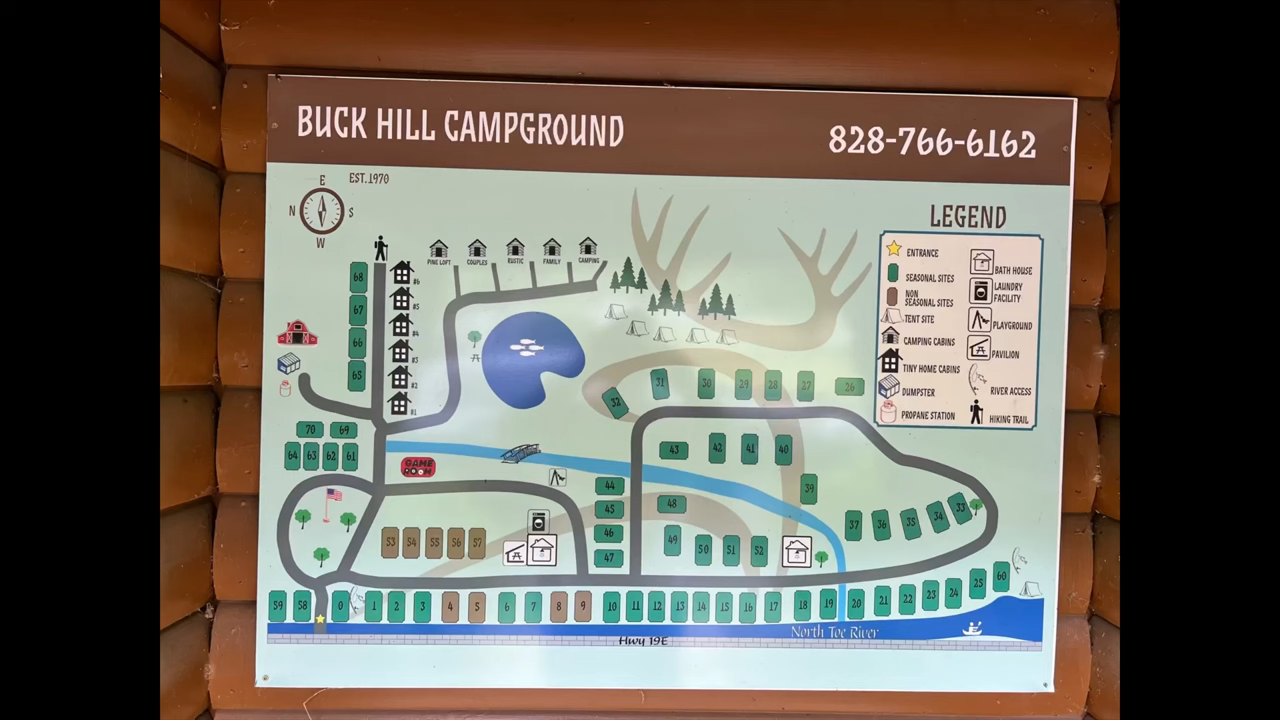 BUCK HILL CAMPGROUND
828-766-6162
EST.1970
E
N S
W
LEGEND
ENTRANCE
SEASONAL SITES
NON
SEASONAL SITES
TENT SITE
CAMPING CABINS
TINY HOME CABINS
DUMPSTER
PROPANE STATION
BATH HOUSE
LAUNDRY
FACILITY
PLAYGROUND
PAVILION
RIVER ACCESS
HIKING TRAIL
PINE LOFT COUPLES RUSTIC FAMILY CAMPING
68 #6
67 #5
#4
66 #3
65 #2
#1
32 31 30 29 28 27 26
70 69
64 63 62 61
GAME
ROOM
43 42 41 40
44
45
46
47
48
39
49 50 51 52
37 36 35 34 33
53 54 55 56 57
59 58 0 1 2 3 4 5 6 7 8 9 10 11 12 13 14 15 16 17 18 19 20 21 22 23 24 25 60
North Toe River
Hwy 19E